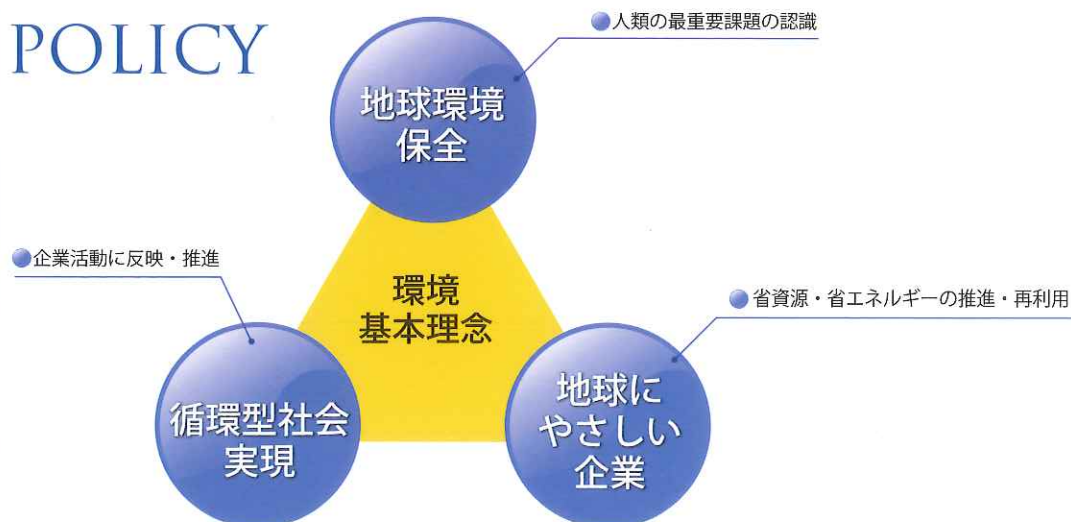 POLICY
●人類の最重要課題の認識
地球環境
保全
●企業活動に反映・推進
環境
基本理念
●省資源・省エネルギーの推進・再利用
循環型社会
実現
地球に
やさしい
企業